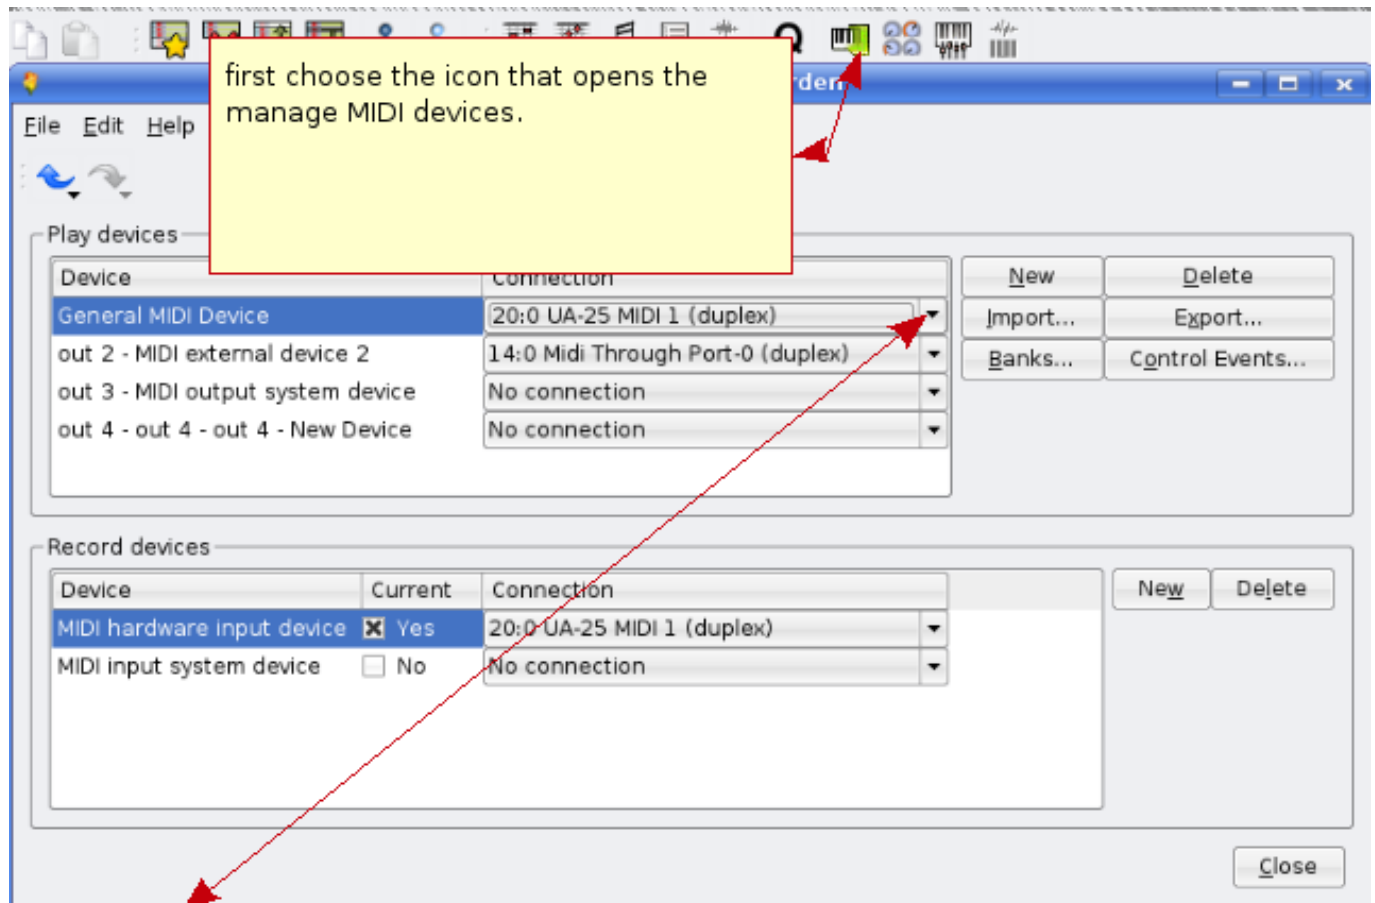 first choose the icon that opens the
manage MIDI devices.
File Edit Help
Play devices
Device Connection
General MIDI Device 20:0 UA-25 MIDI 1 (duplex)
out 2 - MIDI external device 2 14:0 Midi Through Port-0 (duplex)
out 3 - MIDI output system device No connection
out 4 - out 4 - out 4 - New Device No connection
New Delete
Import... Export...
Banks... Control Events...
Record devices
Device Current Connection
MIDI hardware input device Yes 20:0 UA-25 MIDI 1 (duplex)
MIDI input system device No No connection
New Delete
Close